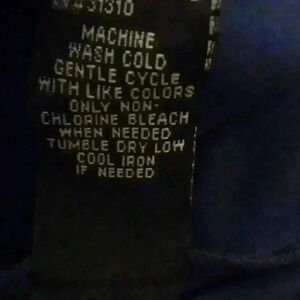 31310
MACHINE
WASH COLD
GENTLE CYCLE
WITH LIKE COLORS
ONLY NON-
CHLORINE BLEACH
WHEN NEEDED
TUMBLE DRY LOW
COOL IRON
IF NEEDED